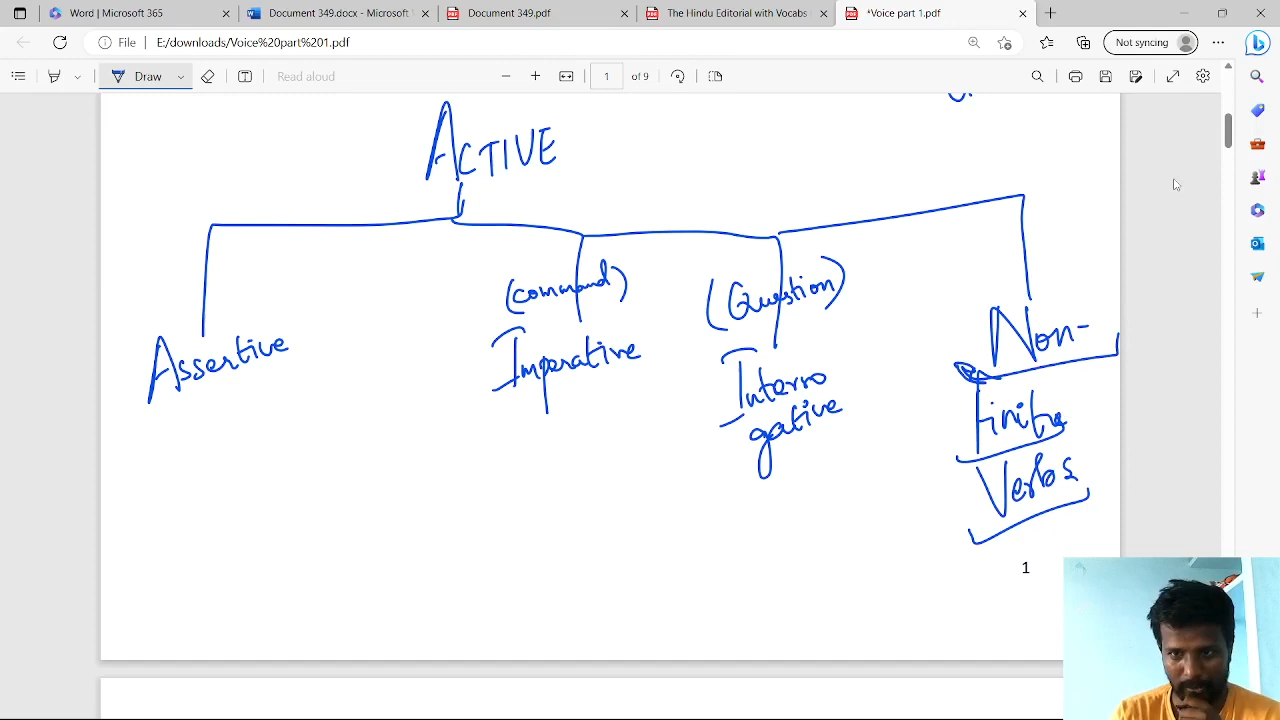 Word | Microsoft 365
Document 349.docx - Microsoft
Document 349.pdf
The Hindu Editorial with Vocabs
*Voice part 1.pdf
File
E:/downloads/Voice%20part%201.pdf
Not syncing
Draw
Read aloud
1 of 9
ACTIVE
(command)
(Question)
Assertive
Imperative
Interro
gative
Non-
Finite
Verbs
1